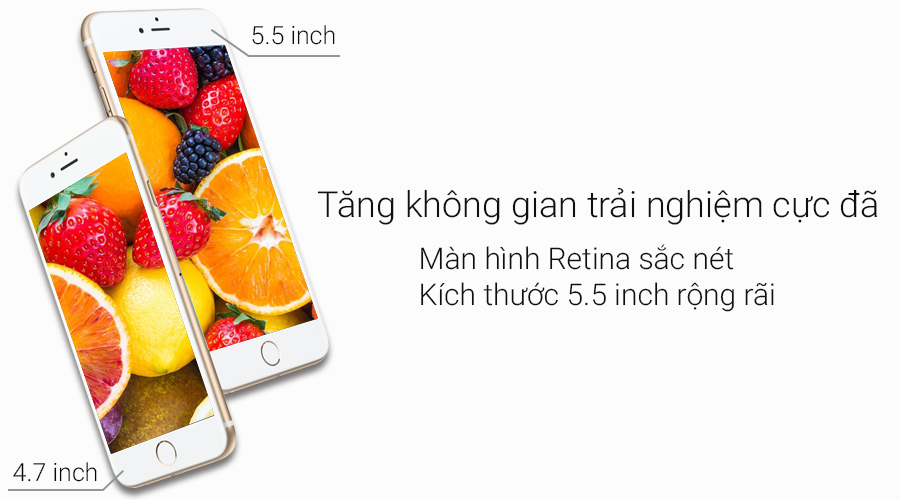 5.5 inch
Tăng không gian trải nghiệm cực đã
Màn hình Retina sắc nét
Kích thước 5.5 inch rộng rãi
4.7 inch